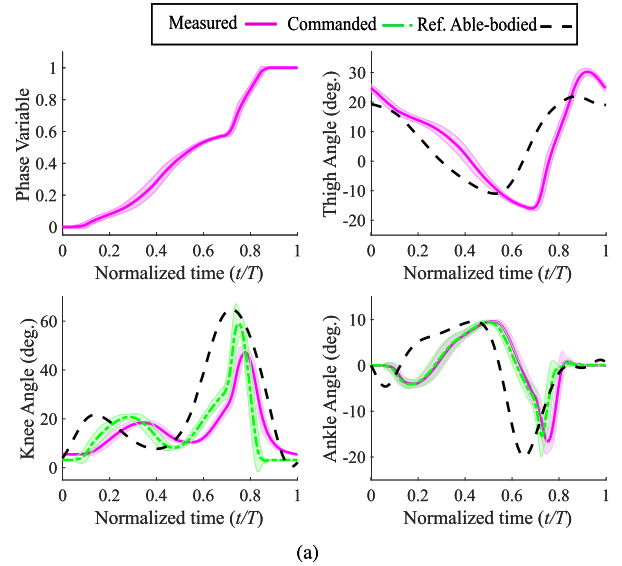 Measured Commanded Ref. Able-bodied
Phase Variable
1
0.8
0.6
0.4
0.2
0
0 0.2 0.4 0.6 0.8 1
Normalized time (t/T)
Thigh Angle (deg.)
30
20
10
0
-10
-20
0 0.2 0.4 0.6 0.8 1
Normalized time (t/T)
Knee Angle (deg.)
60
40
20
0
0 0.2 0.4 0.6 0.8 1
Normalized time (t/T)
Ankle Angle (deg.)
10
0
-10
-20
0 0.2 0.4 0.6 0.8 1
Normalized time (t/T)
(a)